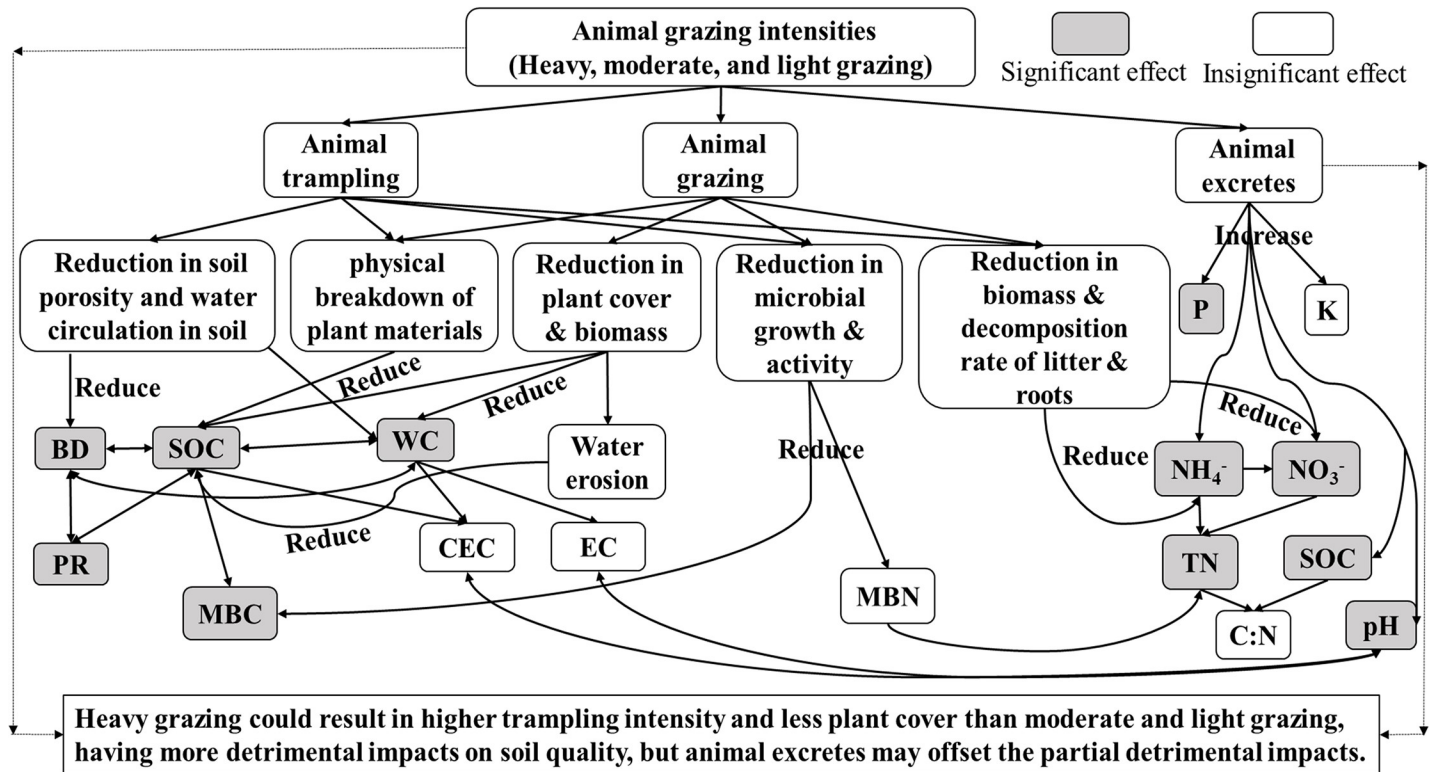 Animal grazing intensities
(Heavy, moderate, and light grazing)
Significant effect
Insignificant effect
Animal
trampling
Animal
grazing
Animal
excretes
Increase
Reduction in soil
porosity and water
circulation in soil
physical
breakdown of
plant materials
Reduction in
plant cover
& biomass
Reduction in
microbial
growth &
activity
Reduction in
biomass &
decomposition
rate of litter &
roots
P
K
Reduce
Reduce
Reduce
Reduce
Reduce
Reduce
BD
SOC
WC
Water
erosion
NH₄⁻
NO₃⁻
Reduce
PR
CEC
EC
TN
SOC
MBC
MBN
C:N
pH
Heavy grazing could result in higher trampling intensity and less plant cover than moderate and light grazing,
having more detrimental impacts on soil quality, but animal excretes may offset the partial detrimental impacts.